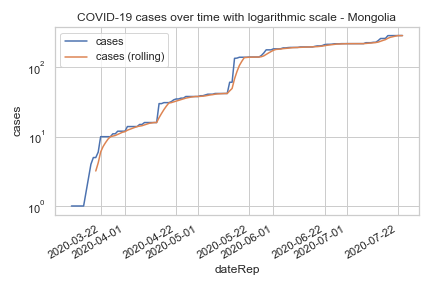 COVID-19 cases over time with logarithmic scale - Mongolia
cases
cases (rolling)
10²
10¹
10⁰
cases
2020-03-22
2020-04-01
2020-04-22
2020-05-01
2020-05-22
2020-06-01
2020-06-22
2020-07-01
2020-07-22
dateRep